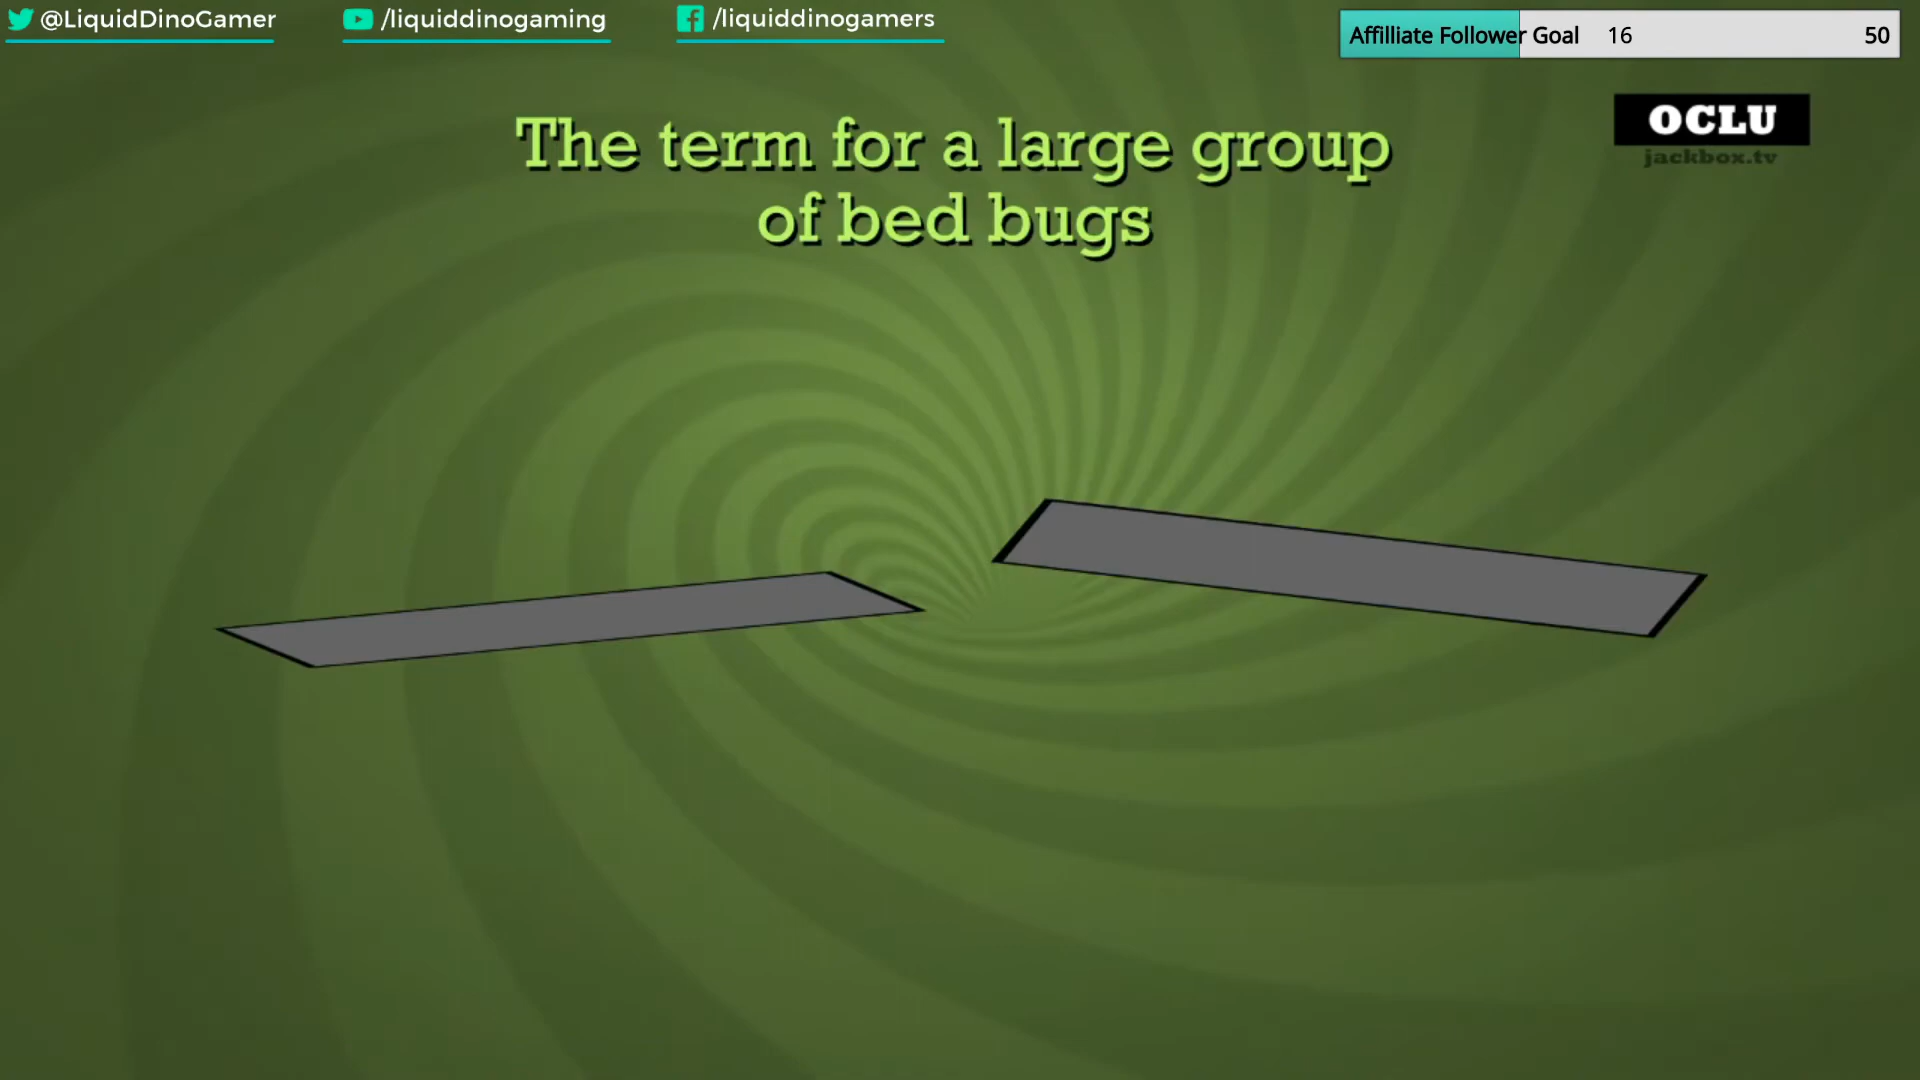 @LiquidDinoGamer
/liquiddinogaming
/liquiddinogamers
Affilliate Follower Goal 16 50
OCLU
jackbox.tv
The term for a large group
of bed bugs